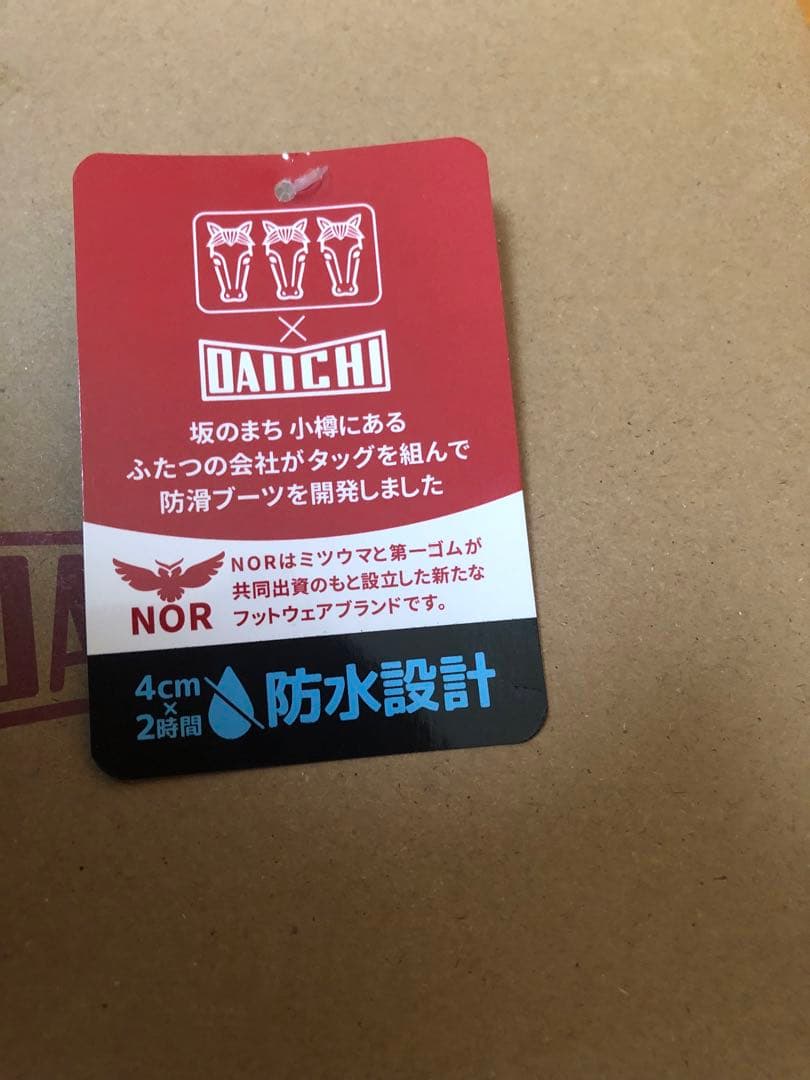 ×
DAIICHI
坂のまち 小樽にある
ふたつの会社がタッグを組んで
防滑ブーツを開発しました
NOR
NORはミツウマと第一ゴムが
共同出資のもと設立した新たな
フットウェアブランドです。
4cm
×
2時間
防水設計